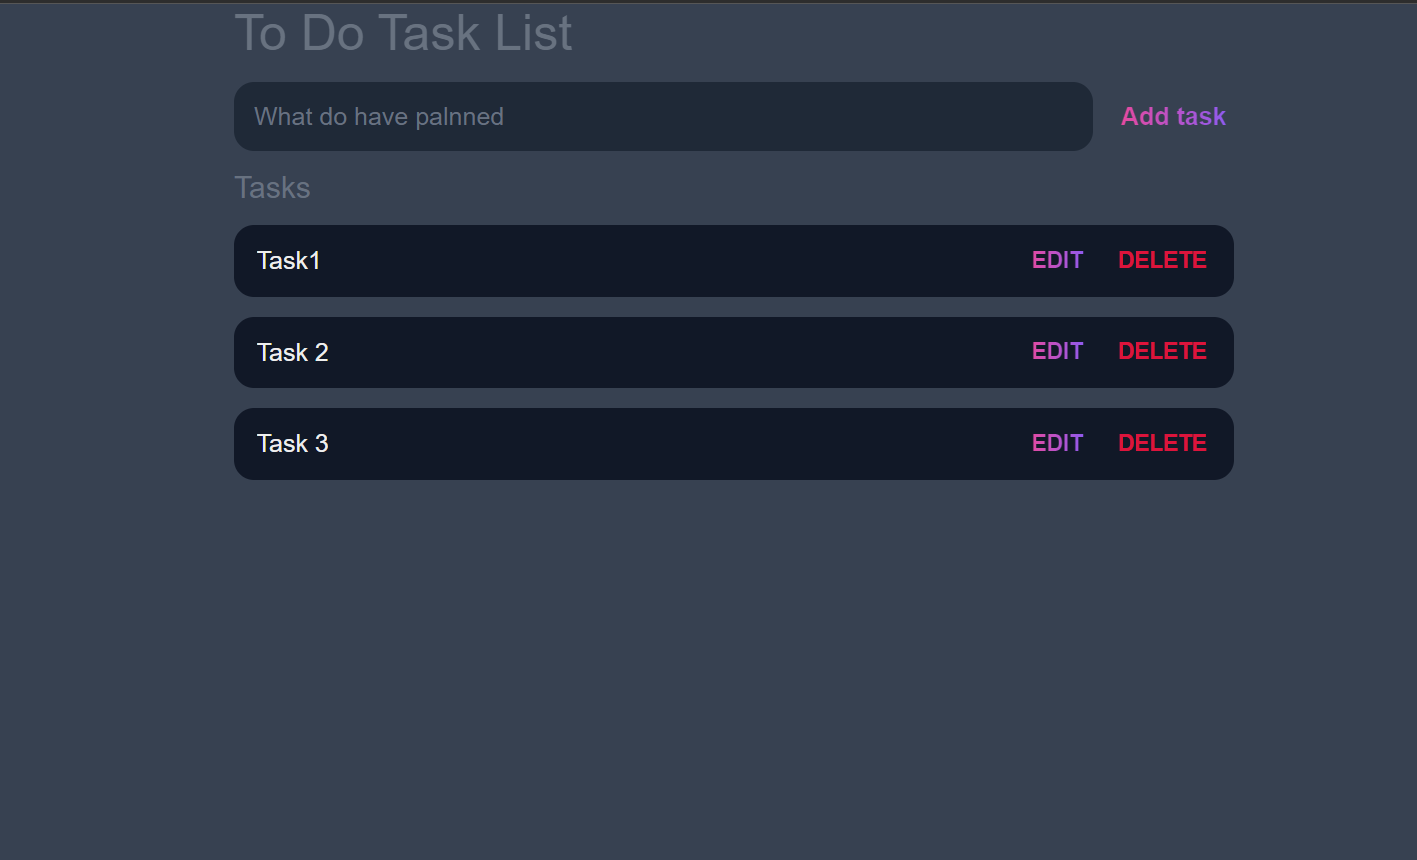 To Do Task List
What do have palnned
Add task
Tasks
Task1 EDIT DELETE
Task 2 EDIT DELETE
Task 3 EDIT DELETE